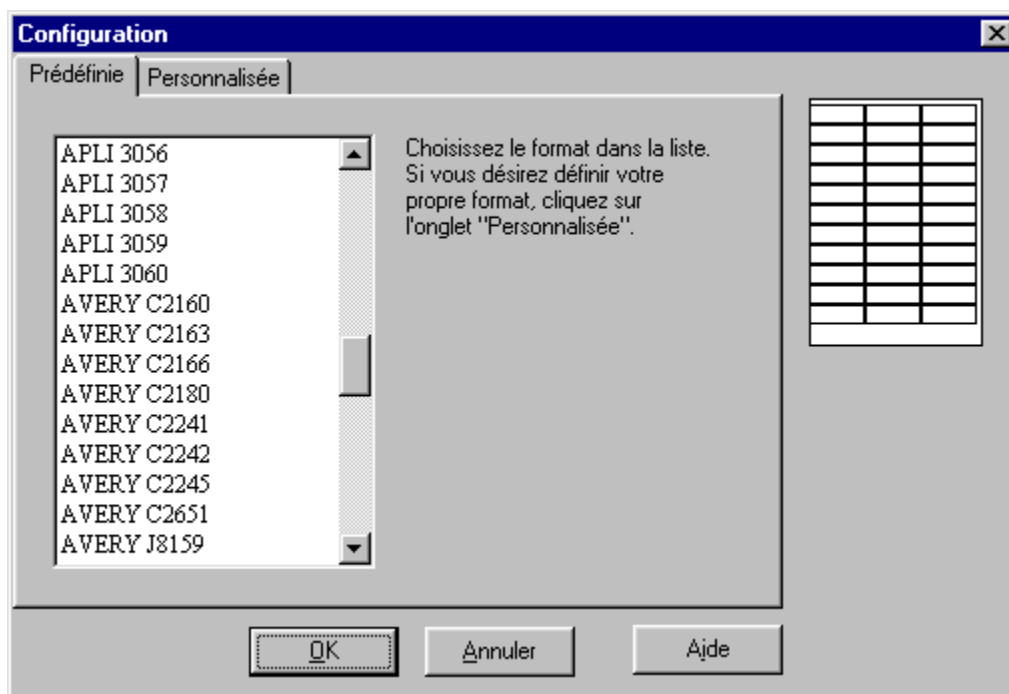 Configuration
Prédéfinie
Personnalisée
APLI 3056
APLI 3057
APLI 3058
APLI 3059
APLI 3060
AVERY C2160
AVERY C2163
AVERY C2166
AVERY C2180
AVERY C2241
AVERY C2242
AVERY C2245
AVERY C2651
AVERY J8159
Choisissez le format dans la liste.
Si vous désirez définir votre
propre format, cliquez sur
l'onglet "Personnalisée".
OK
Annuler
Aide